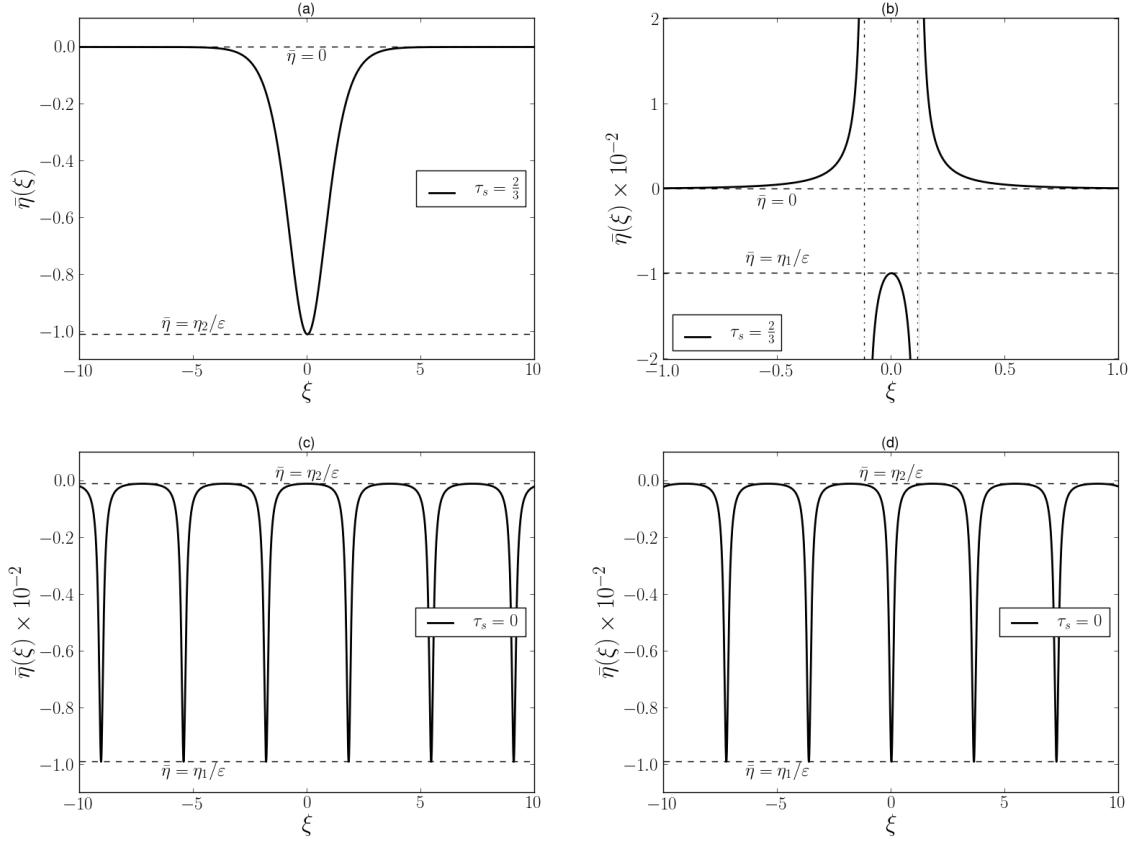 (a)
0.0
−0.2
−0.4
−0.6
−0.8
−1.0
η̄(ξ)
η̄ = 0
τₛ = 2/3
η̄ = η₂/ε
−10
−5
0
5
10
ξ
(b)
2
1
0
−1
−2
η̄(ξ) × 10⁻²
η̄ = 0
η̄ = η₁/ε
τₛ = 2/3
−1.0
−0.5
0.0
0.5
1.0
ξ
(c)
0.0
−0.2
−0.4
−0.6
−0.8
−1.0
η̄(ξ) × 10⁻²
η̄ = η₂/ε
τₛ = 0
η̄ = η₁/ε
−10
−5
0
5
10
ξ
(d)
0.0
−0.2
−0.4
−0.6
−0.8
−1.0
η̄(ξ) × 10⁻²
η̄ = η₂/ε
τₛ = 0
η̄ = η₁/ε
−10
−5
0
5
10
ξ